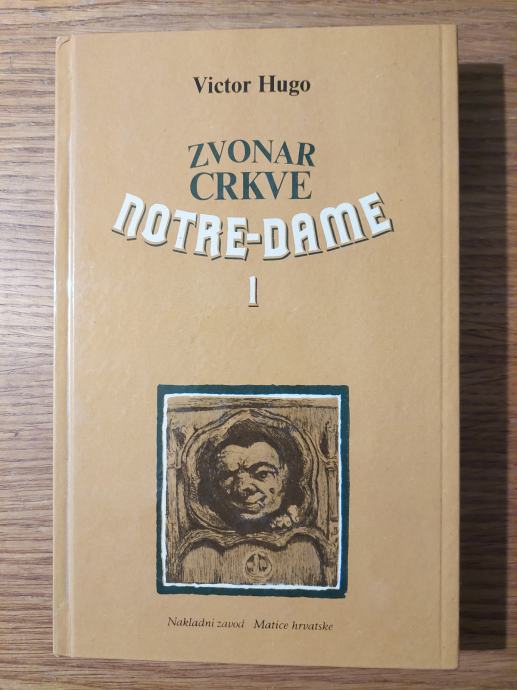 Victor Hugo
ZVONAR
CRKVE
NOTRE-DAME
1
Nakladni zavod Matice hrvatske